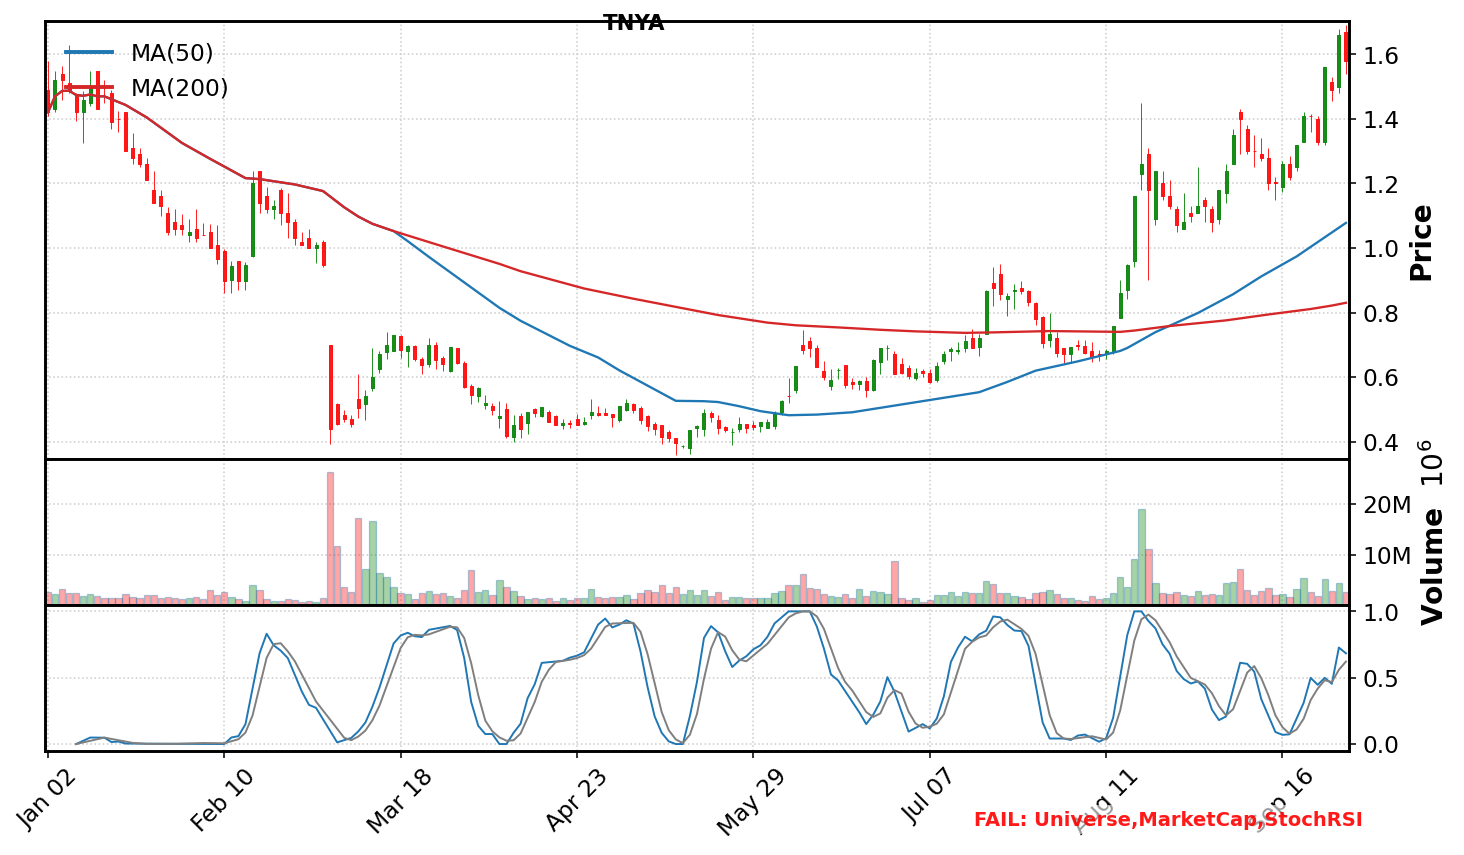 TNYA
MA(50)
MA(200)
1.6
1.4
1.2
1.0
0.8
0.6
0.4
Price
10^6
20M
10M
Volume
1.0
0.5
0.0
Jan 02
Feb 10
Mar 18
Apr 23
May 29
Jul 07
Aug 11
Sep 16
FAIL: Universe,MarketCap,StochRSI